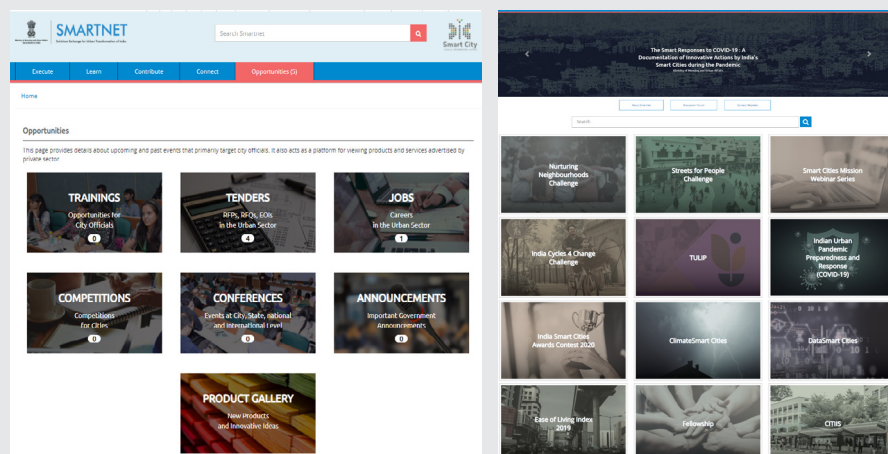 SMARTNET
Search Smartnet
Smart City
Execute
Learn
Contribute
Connect
Opportunities (5)
Home
Opportunities
This page provides details about upcoming and past events that primarily target city officials. It also acts as a platform for viewing products and services advertised by
private sector
TRAININGS
Opportunities for
City Officials
0
TENDERS
RFPs, RFQs, EOIs
in the Urban Sector
4
JOBS
Careers
in the Urban Sector
1
COMPETITIONS
Competitions
for Cities
0
CONFERENCES
Events at City, State, national
and International Level
0
ANNOUNCEMENTS
Important Government
Announcements
0
PRODUCT GALLERY
New Products
and Innovative Ideas
The Smart Responses to COVID-19 : A
Documentation of Innovative Actions by India's
Smart Cities during the Pandemic
Search
Nurturing
Neighbourhoods
Challenge
Streets for People
Challenge
Smart Cities Mission
Webinar Series
India Cycles 4 Change
Challenge
TULIP
Indian Urban
Pandemic
Preparedness and
Response
(COVID-19)
India Smart Cities
Awards Contest 2020
ClimateSmart Cities
DataSmart Cities
Ease of Living Index
2019
Fellowship
CITIIS